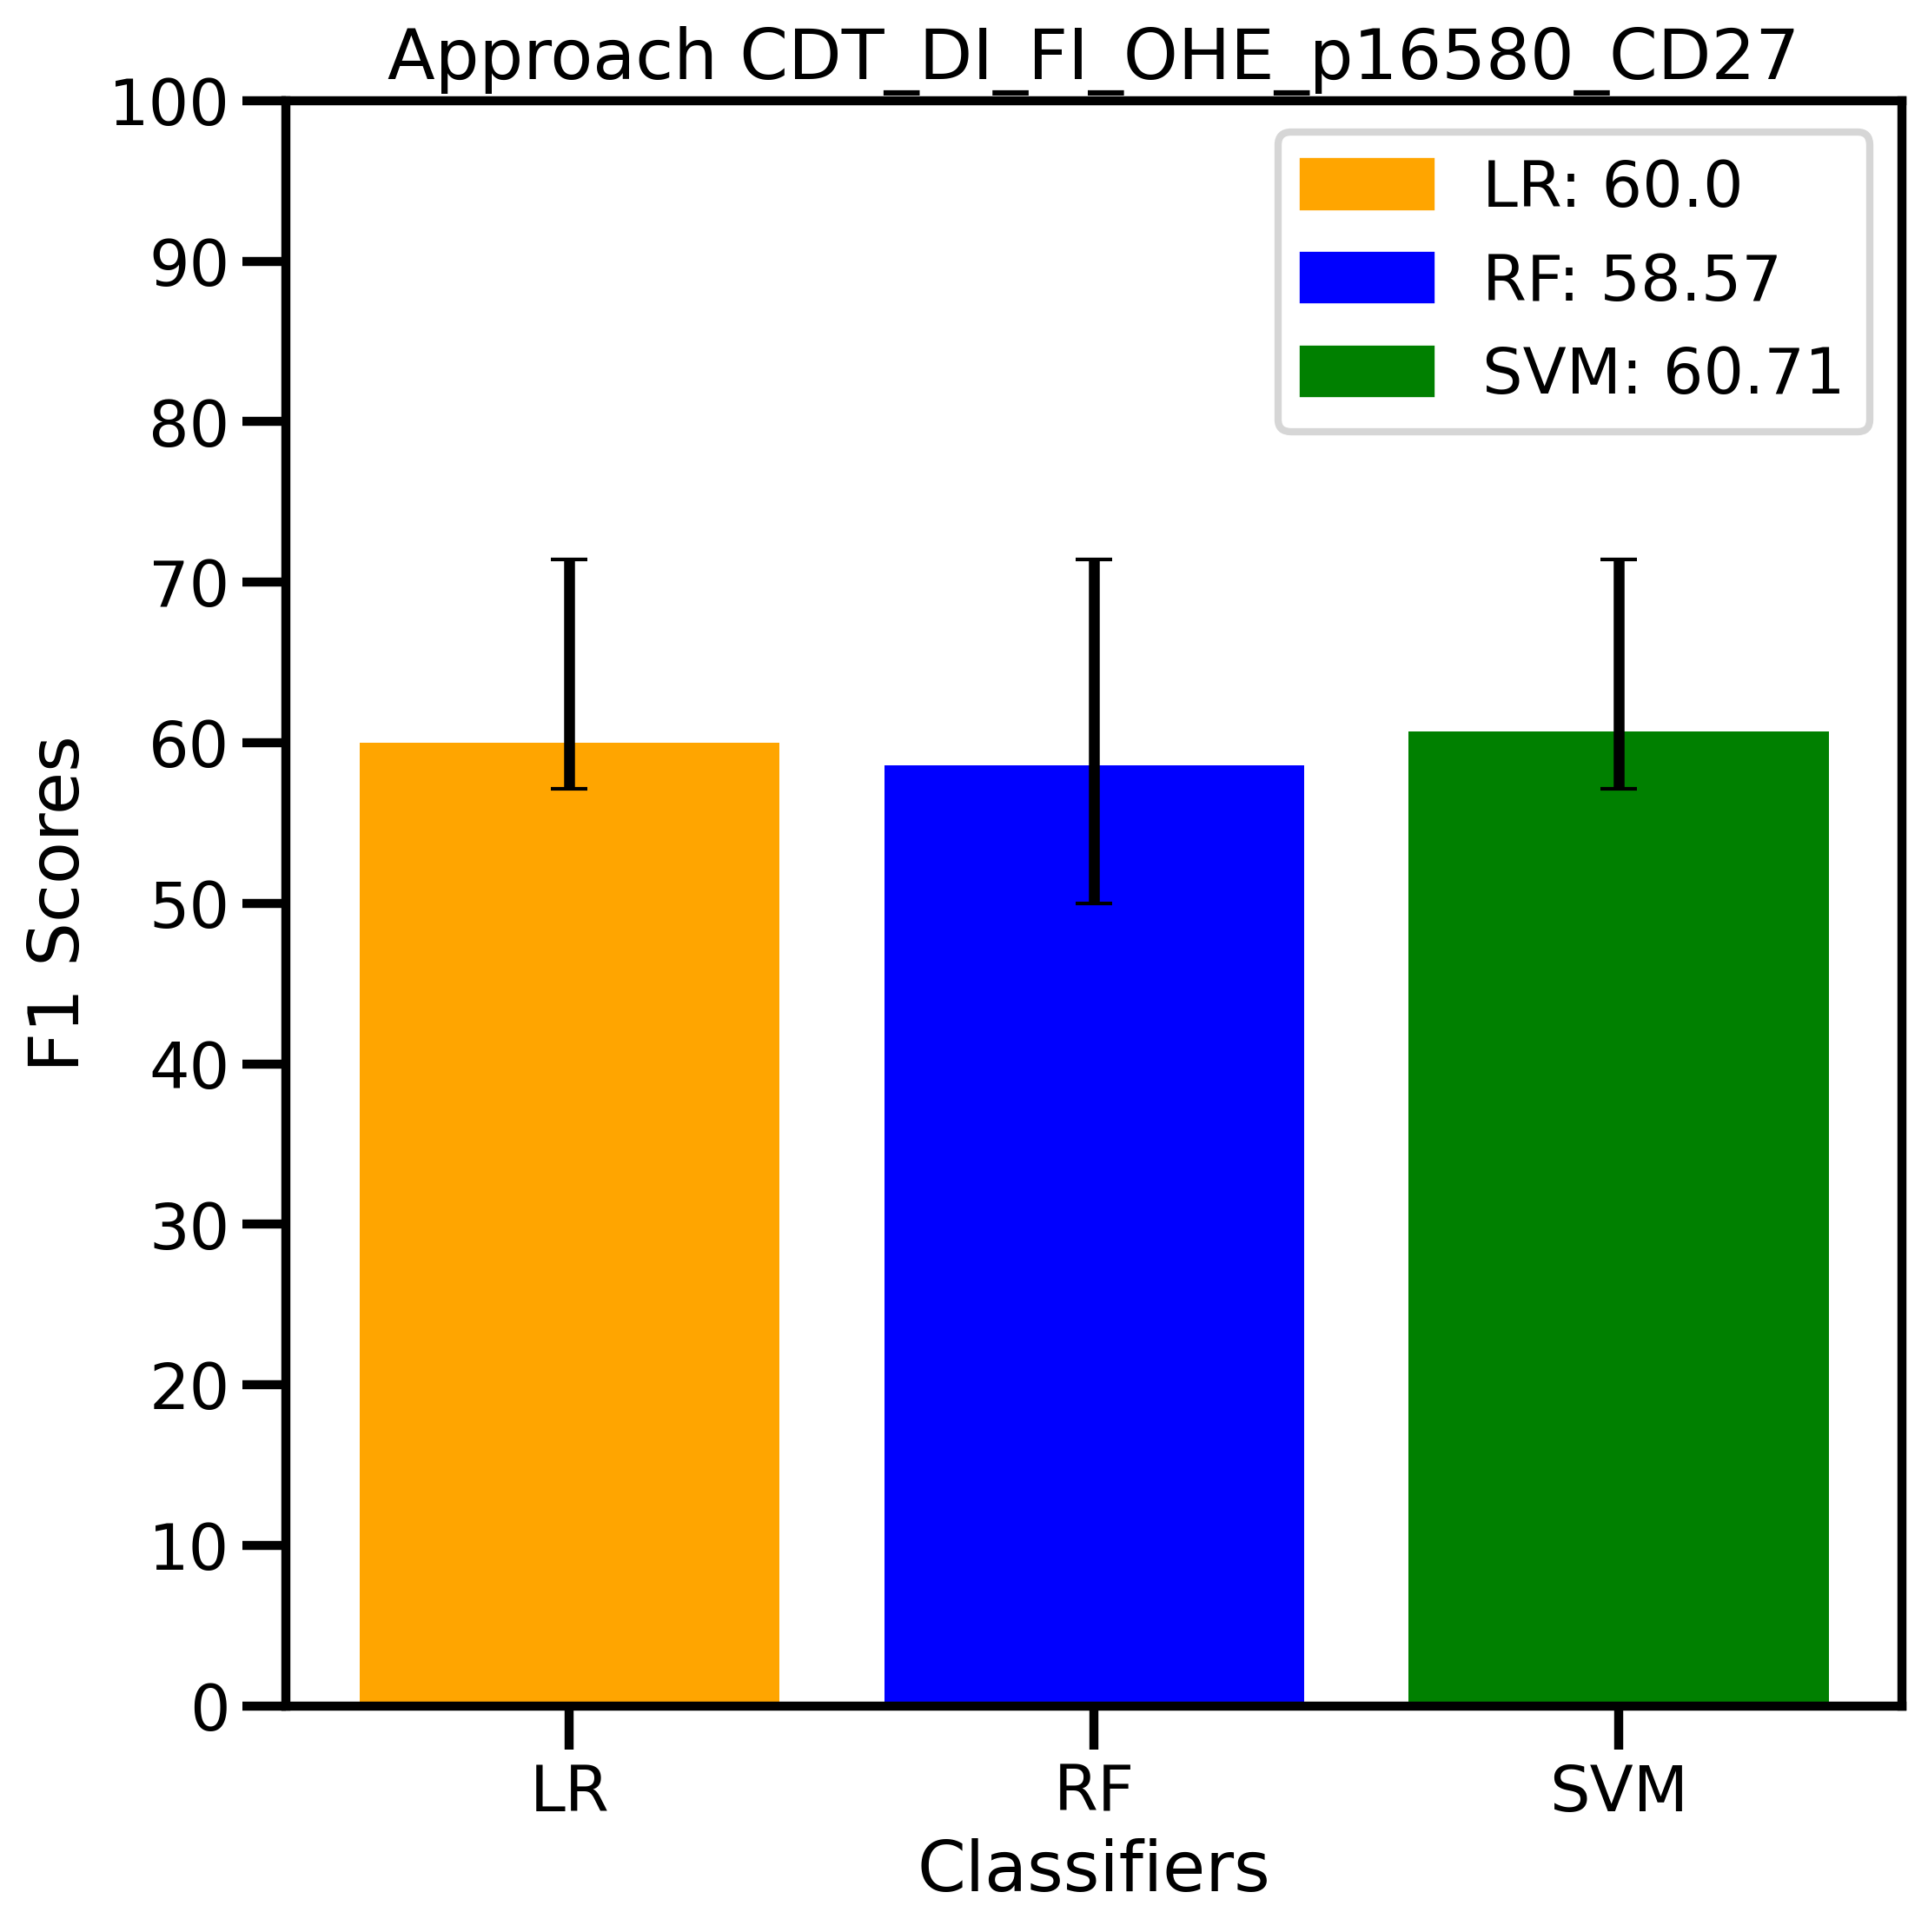 Approach CDT_DI_FI_OHE_p16580_CD27
100
90
80
70
60
50
40
30
20
10
0
F1 Scores
LR: 60.0
RF: 58.57
SVM: 60.71
LR
RF
SVM
Classifiers